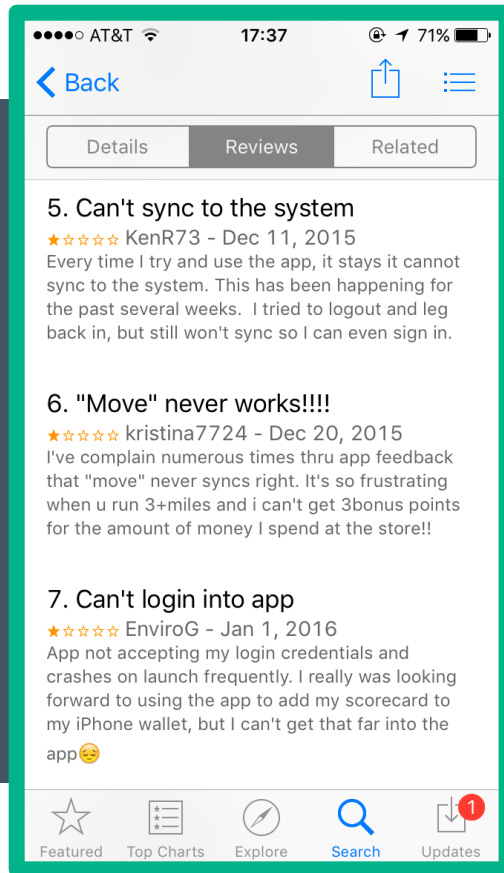 AT&T 17:37 71%
Back
Details Reviews Related
5. Can't sync to the system
KenR73 - Dec 11, 2015
Every time I try and use the app, it stays it cannot
sync to the system. This has been happening for
the past several weeks.  I tried to logout and leg
back in, but still won't sync so I can even sign in.
6. "Move" never works!!!!
kristina7724 - Dec 20, 2015
I've complain numerous times thru app feedback
that "move" never syncs right. It's so frustrating
when u run 3+miles and i can't get 3bonus points
for the amount of money I spend at the store!!
7. Can't login into app
EnviroG - Jan 1, 2016
App not accepting my login credentials and
crashes on launch frequently. I really was looking
forward to using the app to add my scorecard to
my iPhone wallet, but I can't get that far into the
app😔
1
Featured Top Charts Explore Search Updates